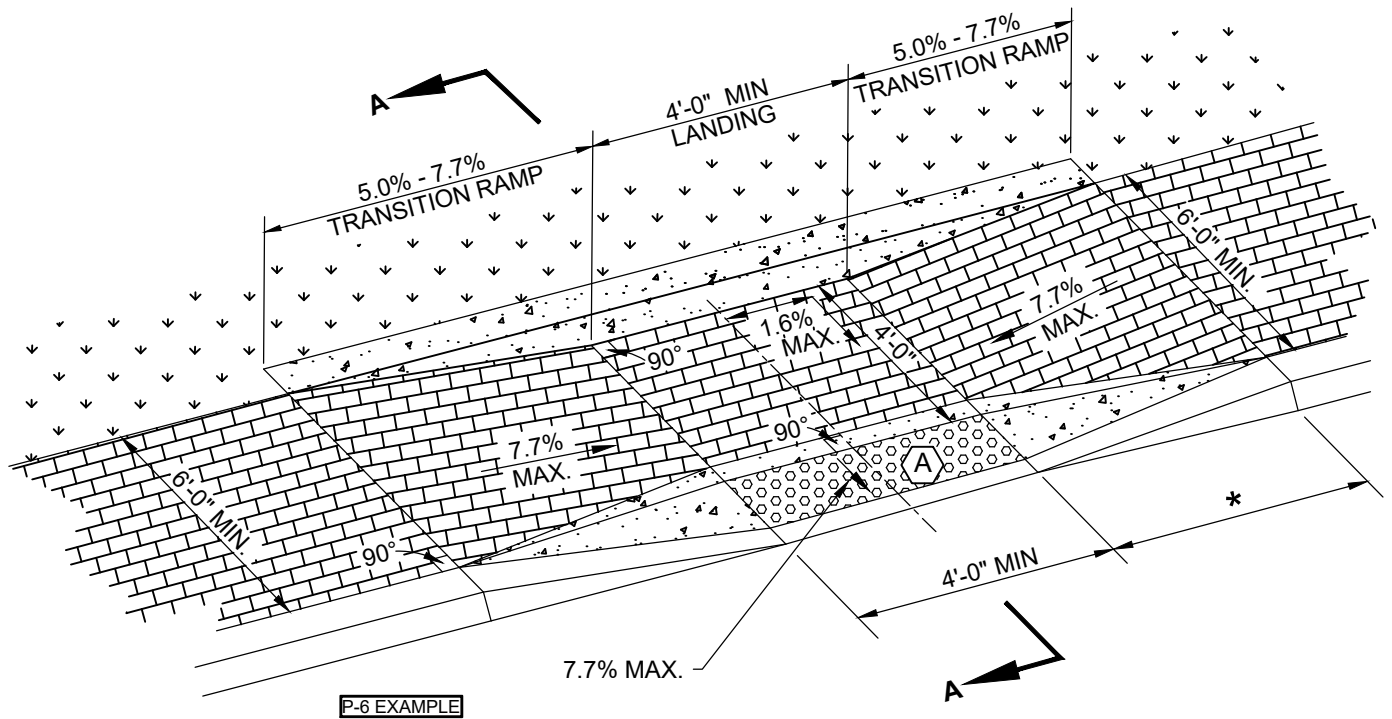 5.0% - 7.7%
TRANSITION RAMP
4'-0" MIN
LANDING
5.0% - 7.7%
TRANSITION RAMP
A
6'-0" MIN.
7.7%
MAX.
1.6%
MAX.
4'-0"
90°
7.7%
MAX.
90
A
6'-0" MIN.
90°
*
4'-0" MIN
7.7% MAX.
A
P-6 EXAMPLE